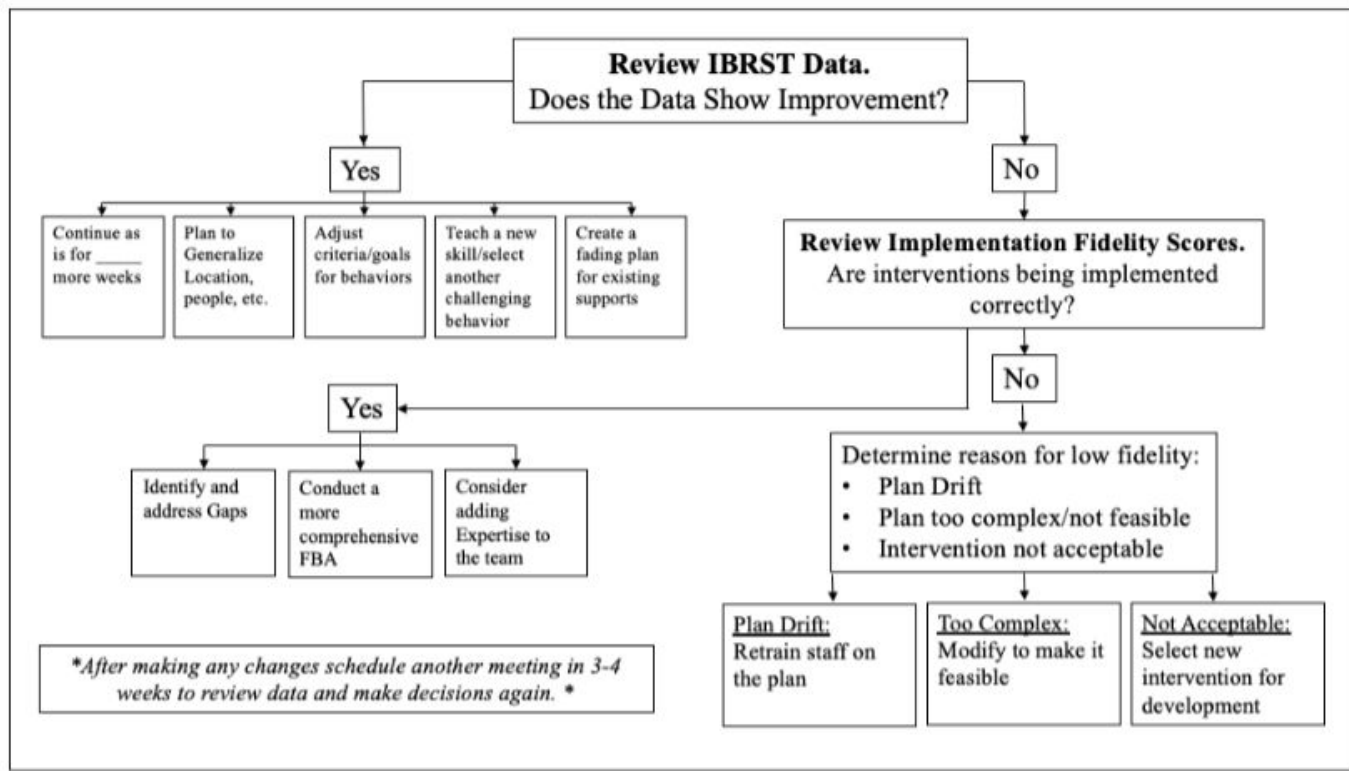 Review IBRST Data.
Does the Data Show Improvement?
Yes
No
Continue as
is for _____
more weeks
Plan to
Generalize
Location,
people, etc.
Adjust
criteria/goals
for behaviors
Teach a new
skill/select
another
challenging
behavior
Create a
fading plan
for existing
supports
Review Implementation Fidelity Scores.
Are interventions being implemented
correctly?
Yes
No
Identify and
address Gaps
Conduct a
more
comprehensive
FBA
Consider
adding
Expertise to
the team
Determine reason for low fidelity:
• Plan Drift
• Plan too complex/not feasible
• Intervention not acceptable
Plan Drift:
Retrain staff on
the plan
Too Complex:
Modify to make it
feasible
Not Acceptable:
Select new
intervention for
development
*After making any changes schedule another meeting in 3-4
weeks to review data and make decisions again. *